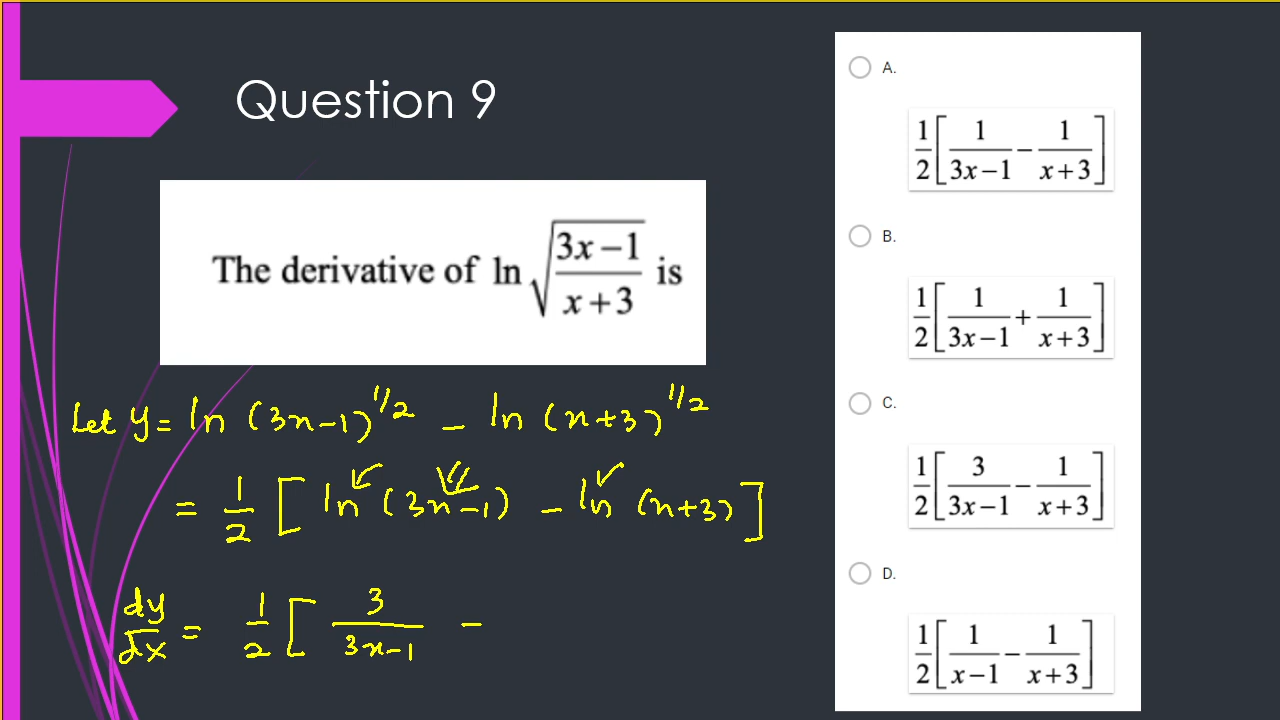 Question 9
The derivative of ln √((3x−1)/(x+3)) is
Let y = ln (3x−1)^1/2 − ln (x+3)^1/2
= 1/2 [ ln (3x−1) − ln (x+3) ]
dy/dx = 1/2 [ 3/(3x−1) −
A.
1/2 [ 1/(3x−1) − 1/(x+3) ]
B.
1/2 [ 1/(3x−1) + 1/(x+3) ]
C.
1/2 [ 3/(3x−1) − 1/(x+3) ]
D.
1/2 [ 1/(x−1) − 1/(x+3) ]